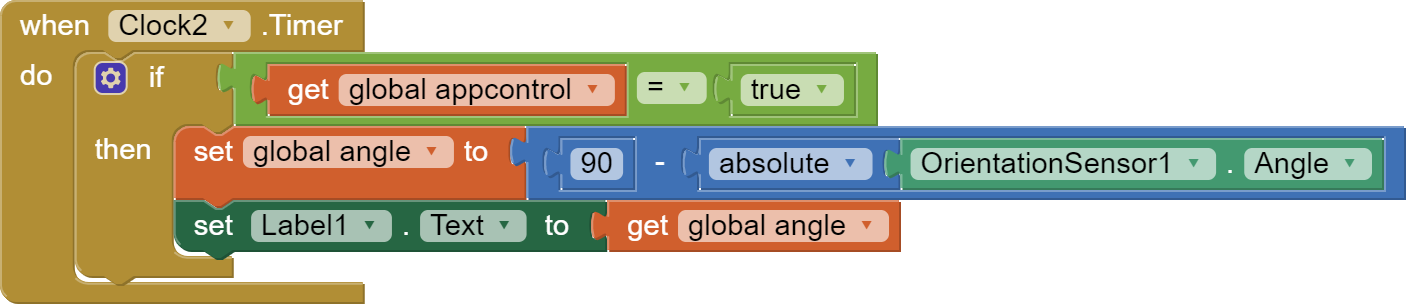 when Clock2 .Timer
do if get global appcontrol = true
then set global angle to 90 - absolute OrientationSensor1 . Angle
set Label1 . Text to get global angle